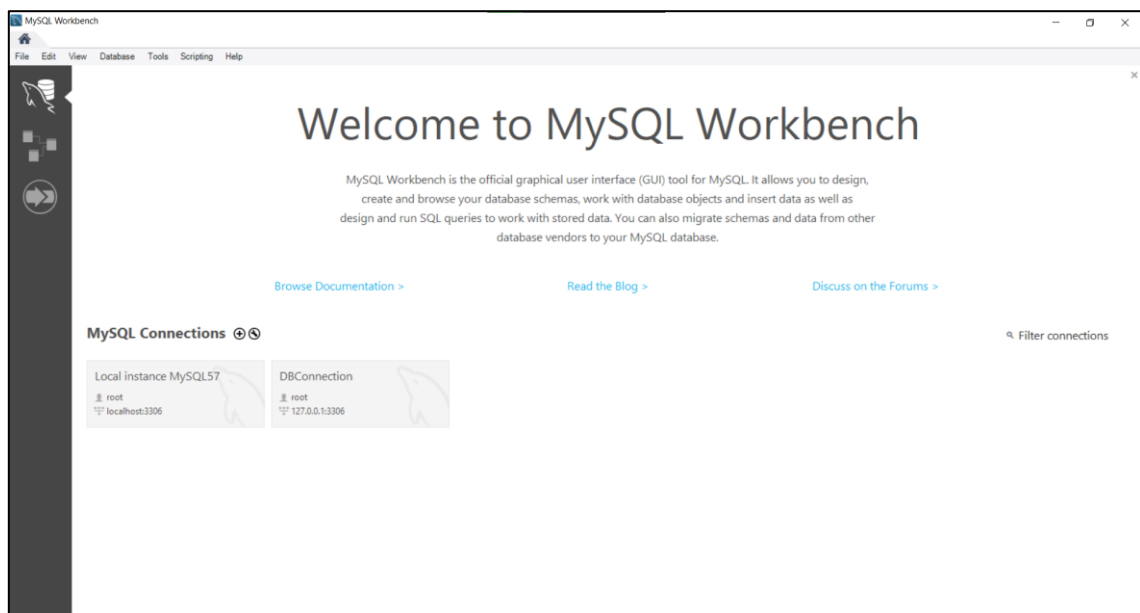 MySQL Workbench
File Edit View Database Tools Scripting Help
Welcome to MySQL Workbench
MySQL Workbench is the official graphical user interface (GUI) tool for MySQL. It allows you to design,
create and browse your database schemas, work with database objects and insert data as well as
design and run SQL queries to work with stored data. You can also migrate schemas and data from other
database vendors to your MySQL database.
Browse Documentation > Read the Blog > Discuss on the Forums >
MySQL Connections Filter connections
Local instance MySQL57
root
localhost:3306
DBConnection
root
127.0.0.1:3306